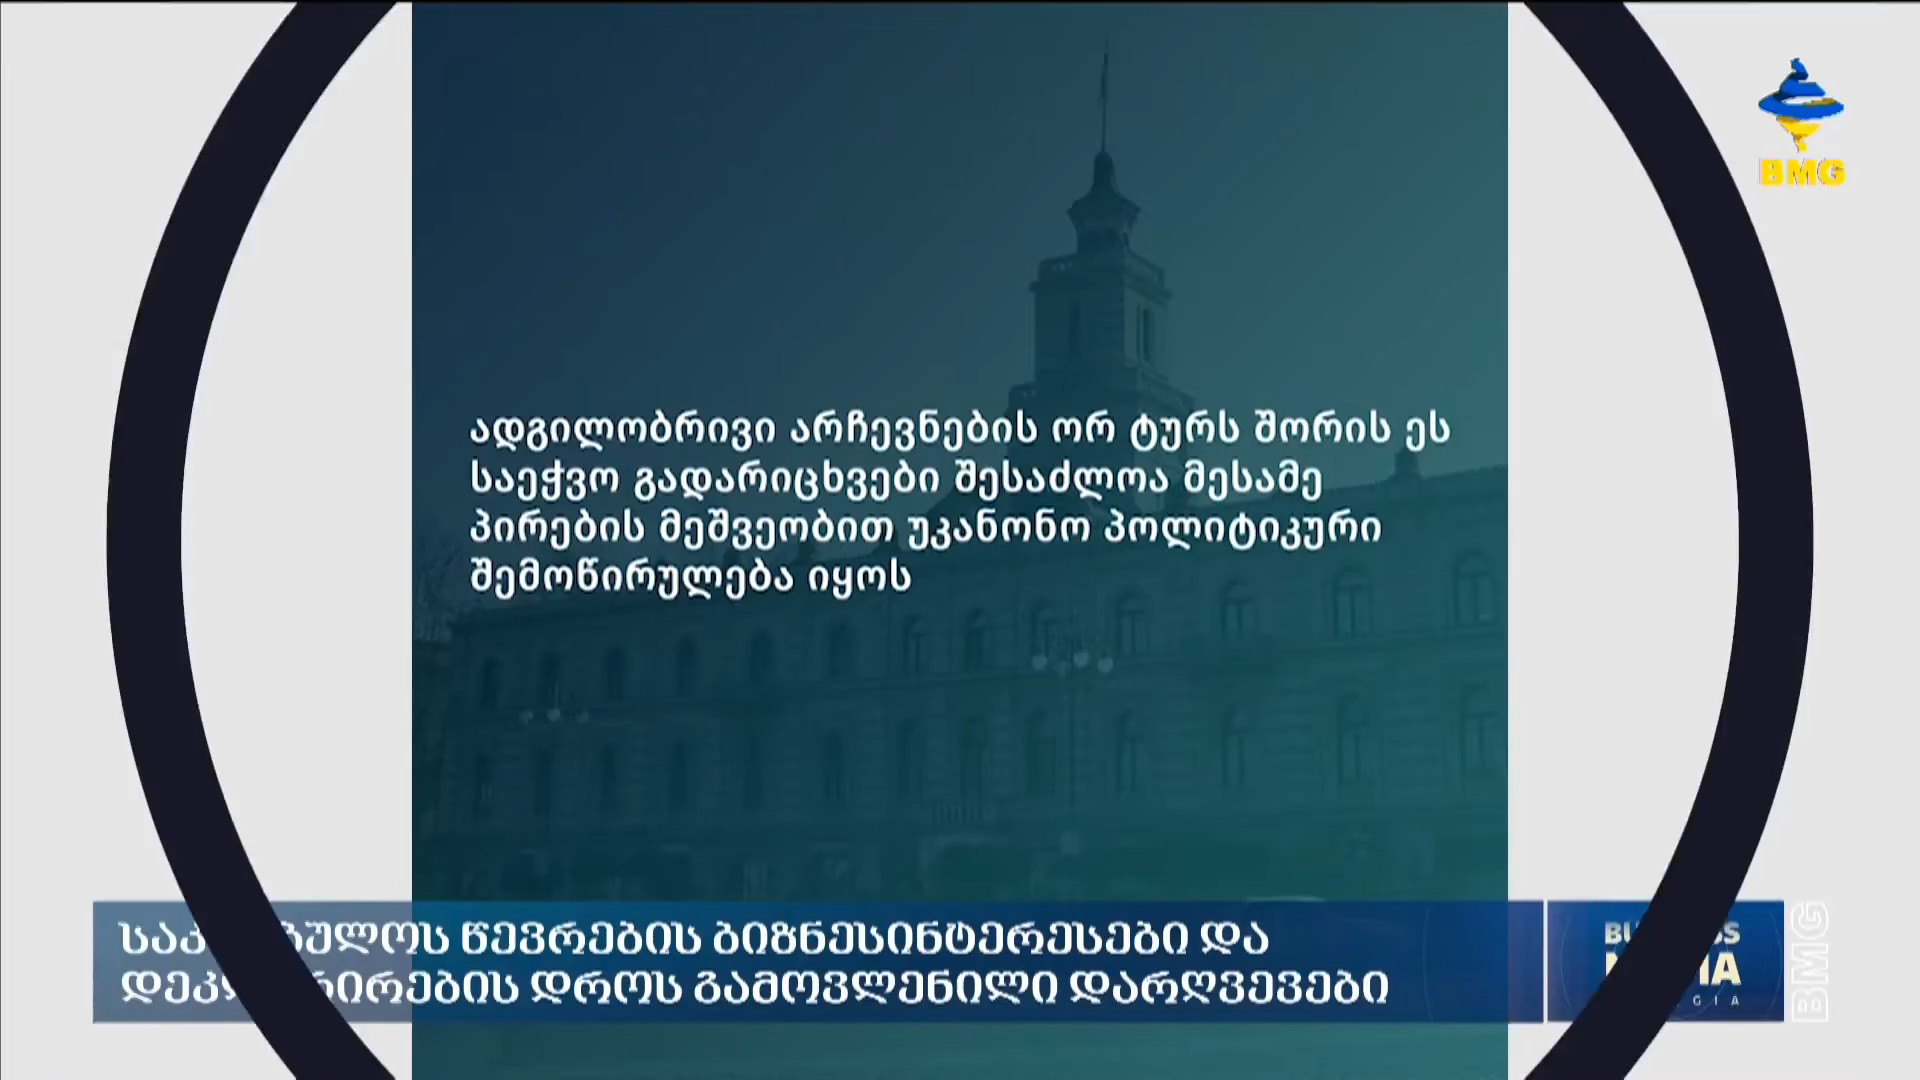 BMG
ადგილობრივი არჩევნების ორ ტურს შორის ეს
საეჭვო გადარიცხვები შესაძლოა მესამე
პირების მეშვეობით უკანონო პოლიტიკური
შემოწირულება იყოს
წევრების ბიზნესინტერესები და
დროს გამოვლენილი დარღვევები
BMG